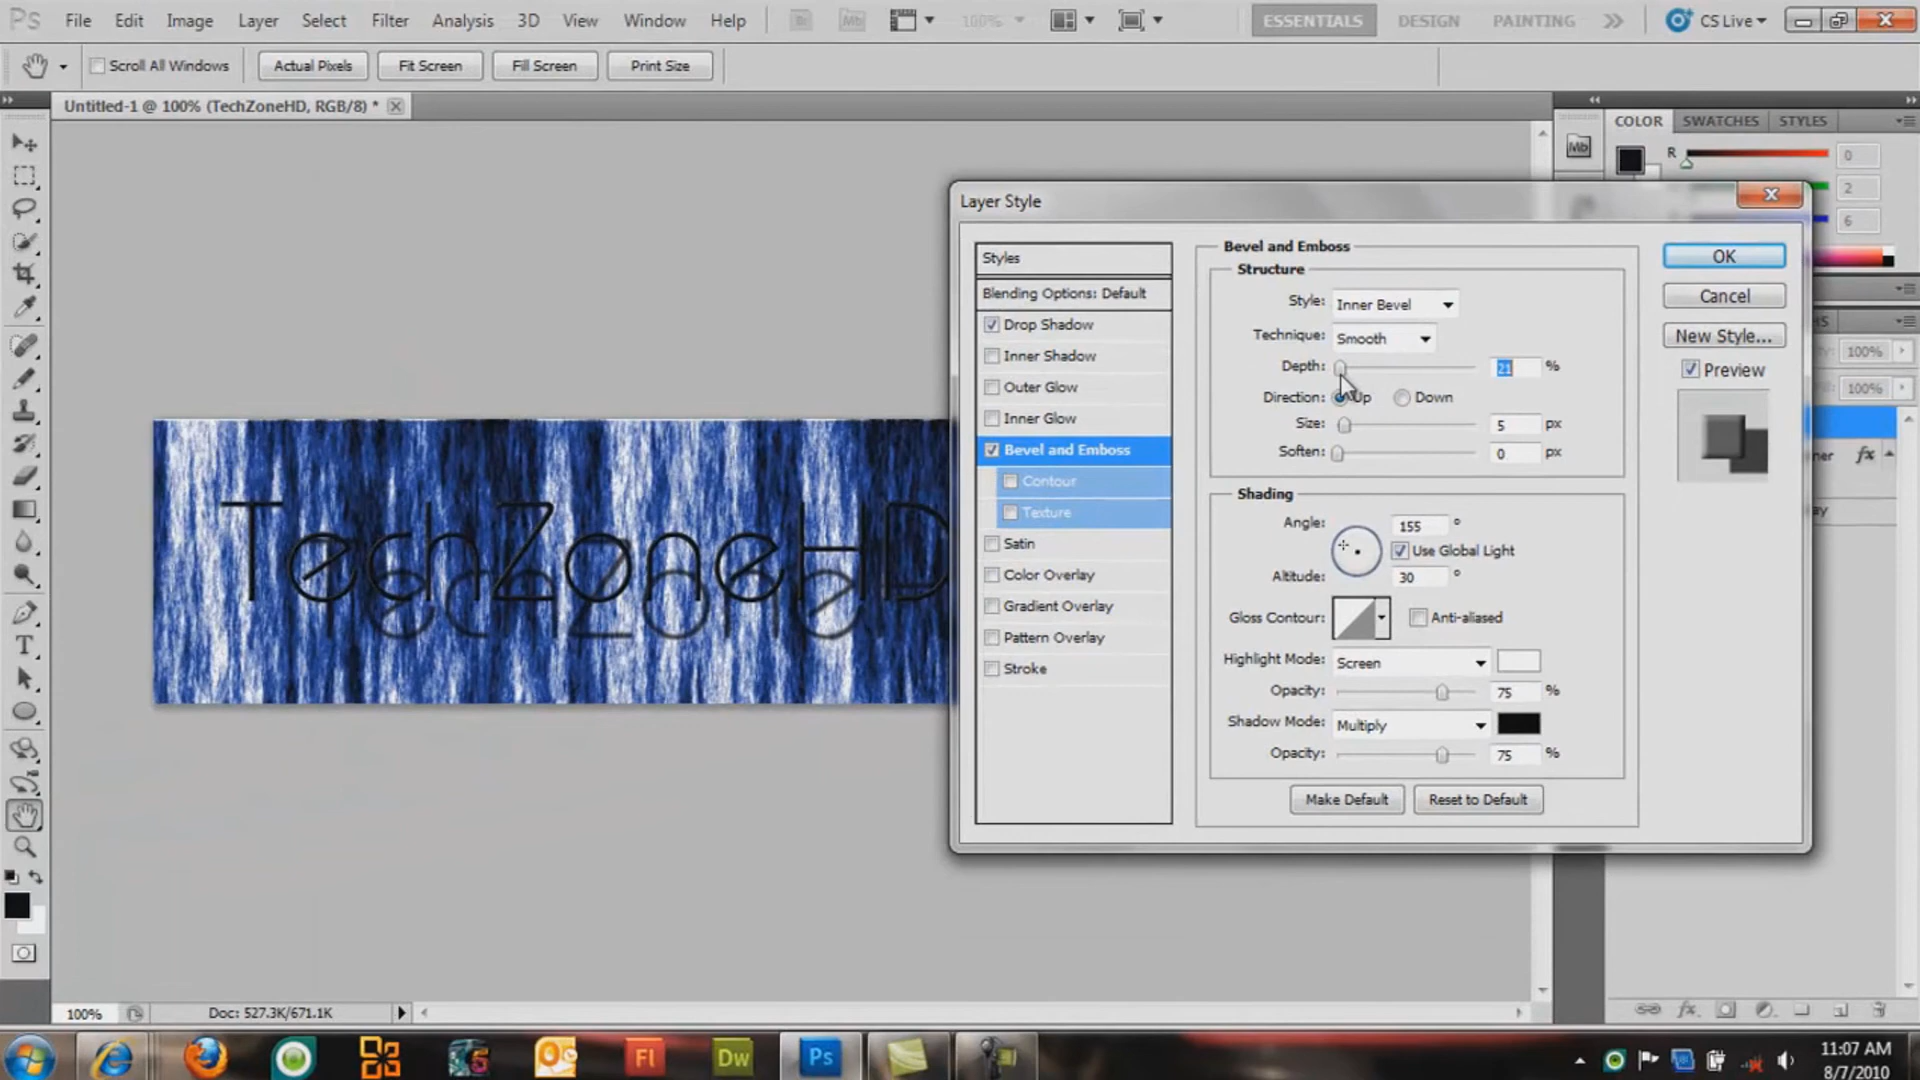 Ps File Edit Image Layer Select Filter Analysis 3D View Window Help Br Mb 100% ESSENTIALS DESIGN PAINTING CS Live
Scroll All Windows Actual Pixels Fit Screen Fill Screen Print Size
Untitled-1 @ 100% (TechZoneHD, RGB/8) *
COLOR SWATCHES STYLES
Mb
R 0
2
6
Layer Style
Styles
Blending Options: Default
Drop Shadow
Inner Shadow
Outer Glow
Inner Glow
Bevel and Emboss
Contour
Texture
Satin
Color Overlay
Gradient Overlay
Pattern Overlay
Stroke
Bevel and Emboss
Structure
Style: Inner Bevel
Technique: Smooth
Depth: 21 %
Direction: Up Down
Size: 5 px
Soften: 0 px
Shading
Angle: 155 °
Use Global Light
Altitude: 30 °
Gloss Contour: Anti-aliased
Highlight Mode: Screen
Opacity: 75 %
Shadow Mode: Multiply
Opacity: 75 %
Make Default Reset to Default
OK
Cancel
New Style...
Preview
100%
100%
fx
TechZoneHD
T
100% Doc: 527.3K/671.1K
fx
Fl Dw Ps
11:07 AM
8/7/2010